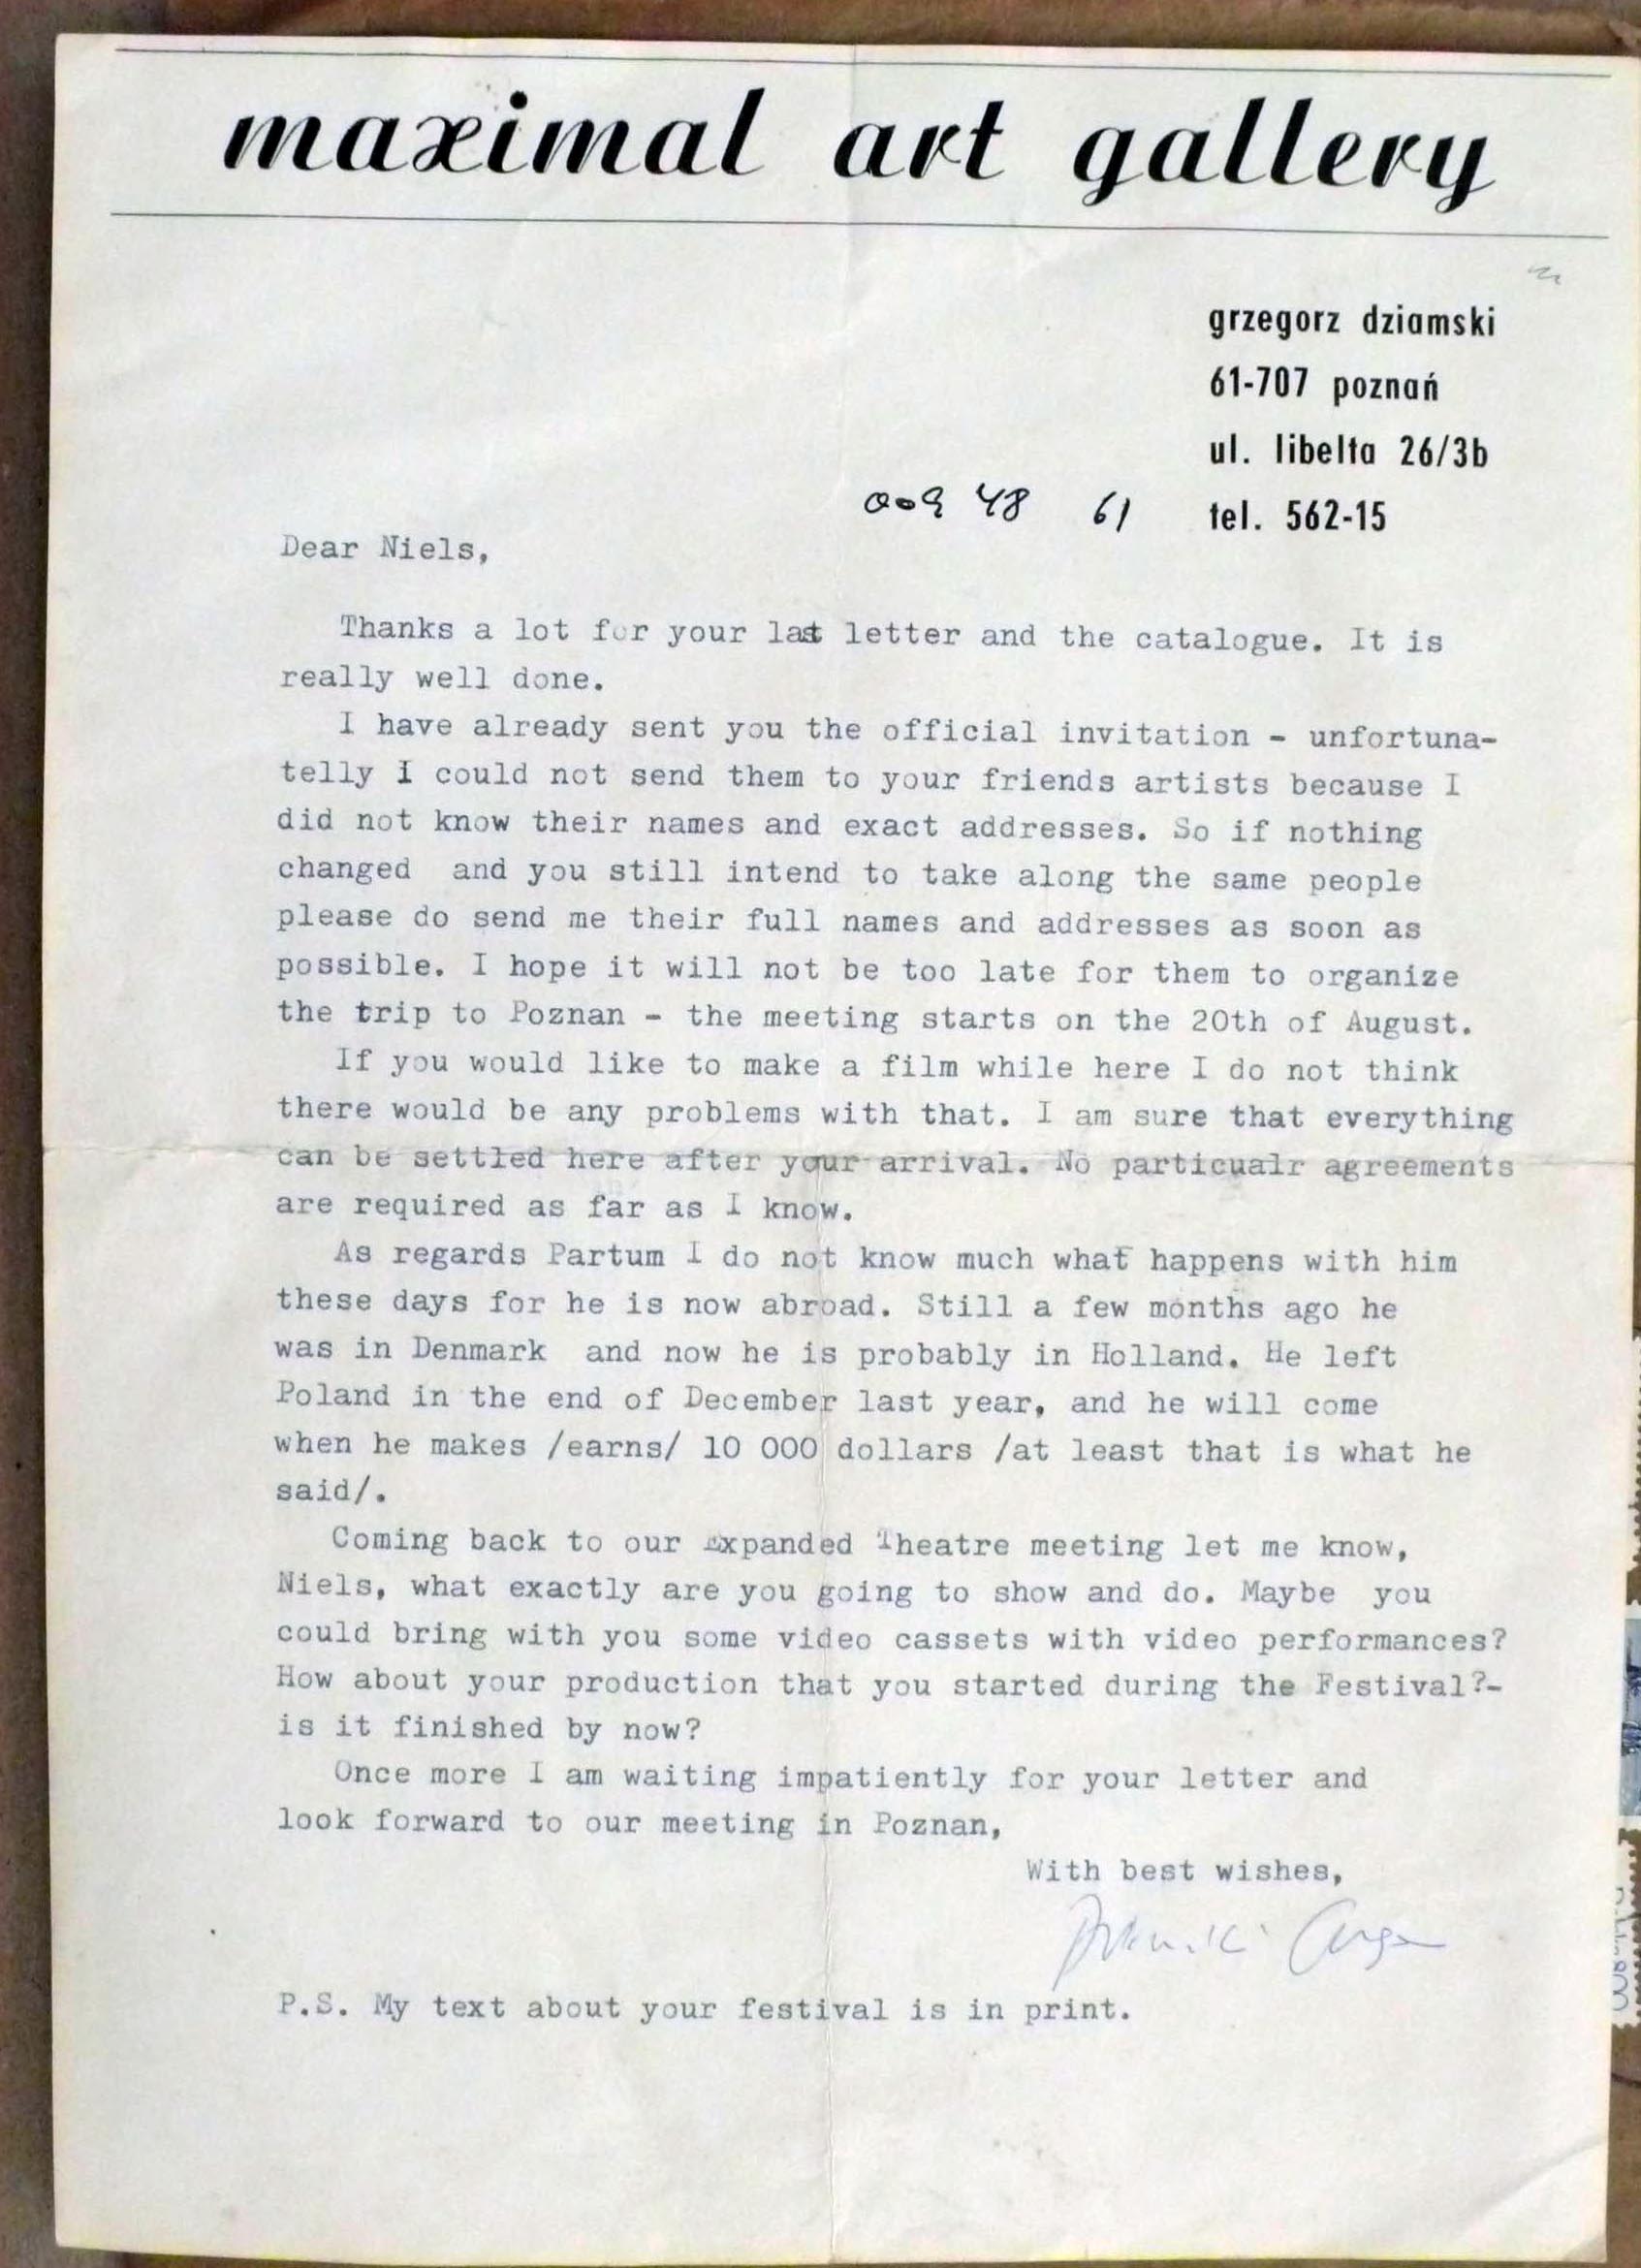 maximal art gallery
grzegorz dziamski
61-707 poznań
ul. libelta 26/3b
009 48 61 tel. 562-15
Dear Niels,
Thanks a lot for your last letter and the catalogue. It is
really well done.
I have already sent you the official invitation - unfortuna-
telly I could not send them to your friends artists because I
did not know their names and exact addresses. So if nothing
changed and you still intend to take along the same people
please do send me their full names and addresses as soon as
possible. I hope it will not be too late for them to organize
the trip to Poznan - the meeting starts on the 20th of August.
If you would like to make a film while here I do not think
there would be any problems with that. I am sure that everything
can be settled here after your arrival. No particualr agreements
are required as far as I know.
As regards Partum I do not know much what happens with him
these days for he is now abroad. Still a few months ago he
was in Denmark and now he is probably in Holland. He left
Poland in the end of December last year, and he will come
when he makes /earns/ 10 000 dollars /at least that is what he
said/.
Coming back to our Expanded Theatre meeting let me know,
Niels, what exactly are you going to show and do. Maybe you
could bring with you some video cassets with video performances?
How about your production that you started during the Festival?-
is it finished by now?
Once more I am waiting impatiently for your letter and
look forward to our meeting in Poznan,
With best wishes,
P.S. My text about your festival is in print.